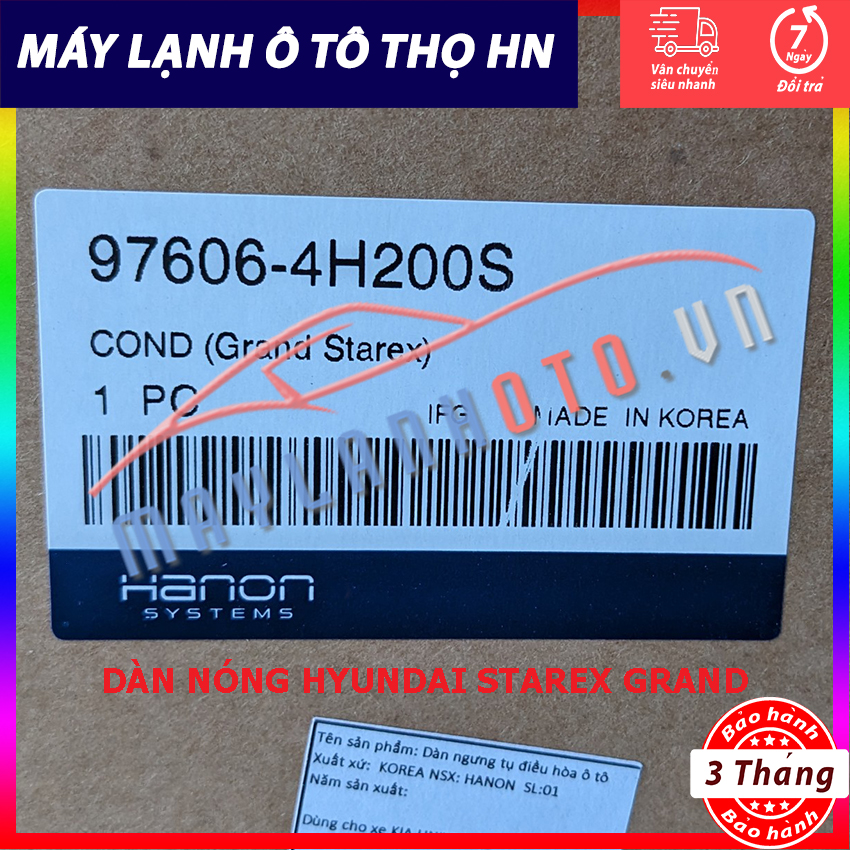 MÁY LẠNH Ô TÔ THỌ HN
Vận chuyển
siêu nhanh
7
Ngày
Đổi trả
97606-4H200S
COND (Grand Starex)
1 PC
MADE IN KOREA
MAYLANHOTO.VN
Hanon
SYSTEMS
DÀN NÓNG HYUNDAI STAREX GRAND
Tên sản phẩm: Dàn ngưng tụ điều hòa ô tô
Xuất xứ: KOREA NSX: HANON SL:01
Năm sản xuất:
Dùng cho xe KIA
Bảo hành
3 Tháng
Bảo hành